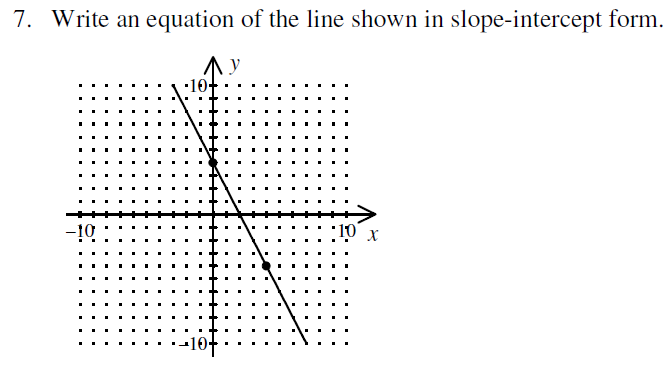 7. Write an equation of the line shown in slope-intercept form.
y
10
-10
10
x
-10